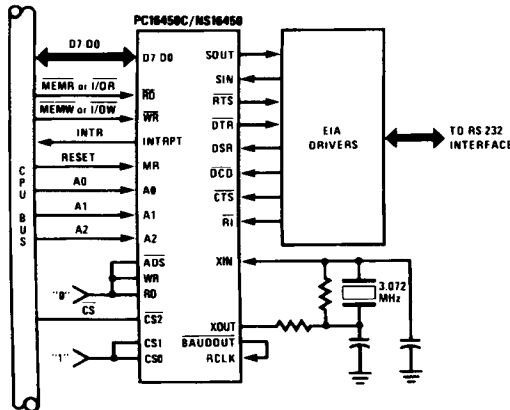 PC16450C/NS16450
D7 D0
D7 D0
SOUT
SIN
MEMR or I/OR
RD
RTS
MEMW or I/OW
WR
DTR
INTR
INTRPT
DSR
EIA
DRIVERS
TO RS 232
INTERFACE
RESET
MR
DCD
A0
A0
CTS
A1
A1
RI
A2
A2
CPU BUS
ADS
XIN
WR
"0"
RD
3.072
MHz
CS
CS2
XOUT
CS1
BAUDOUT
"1"
CS0
RCLK